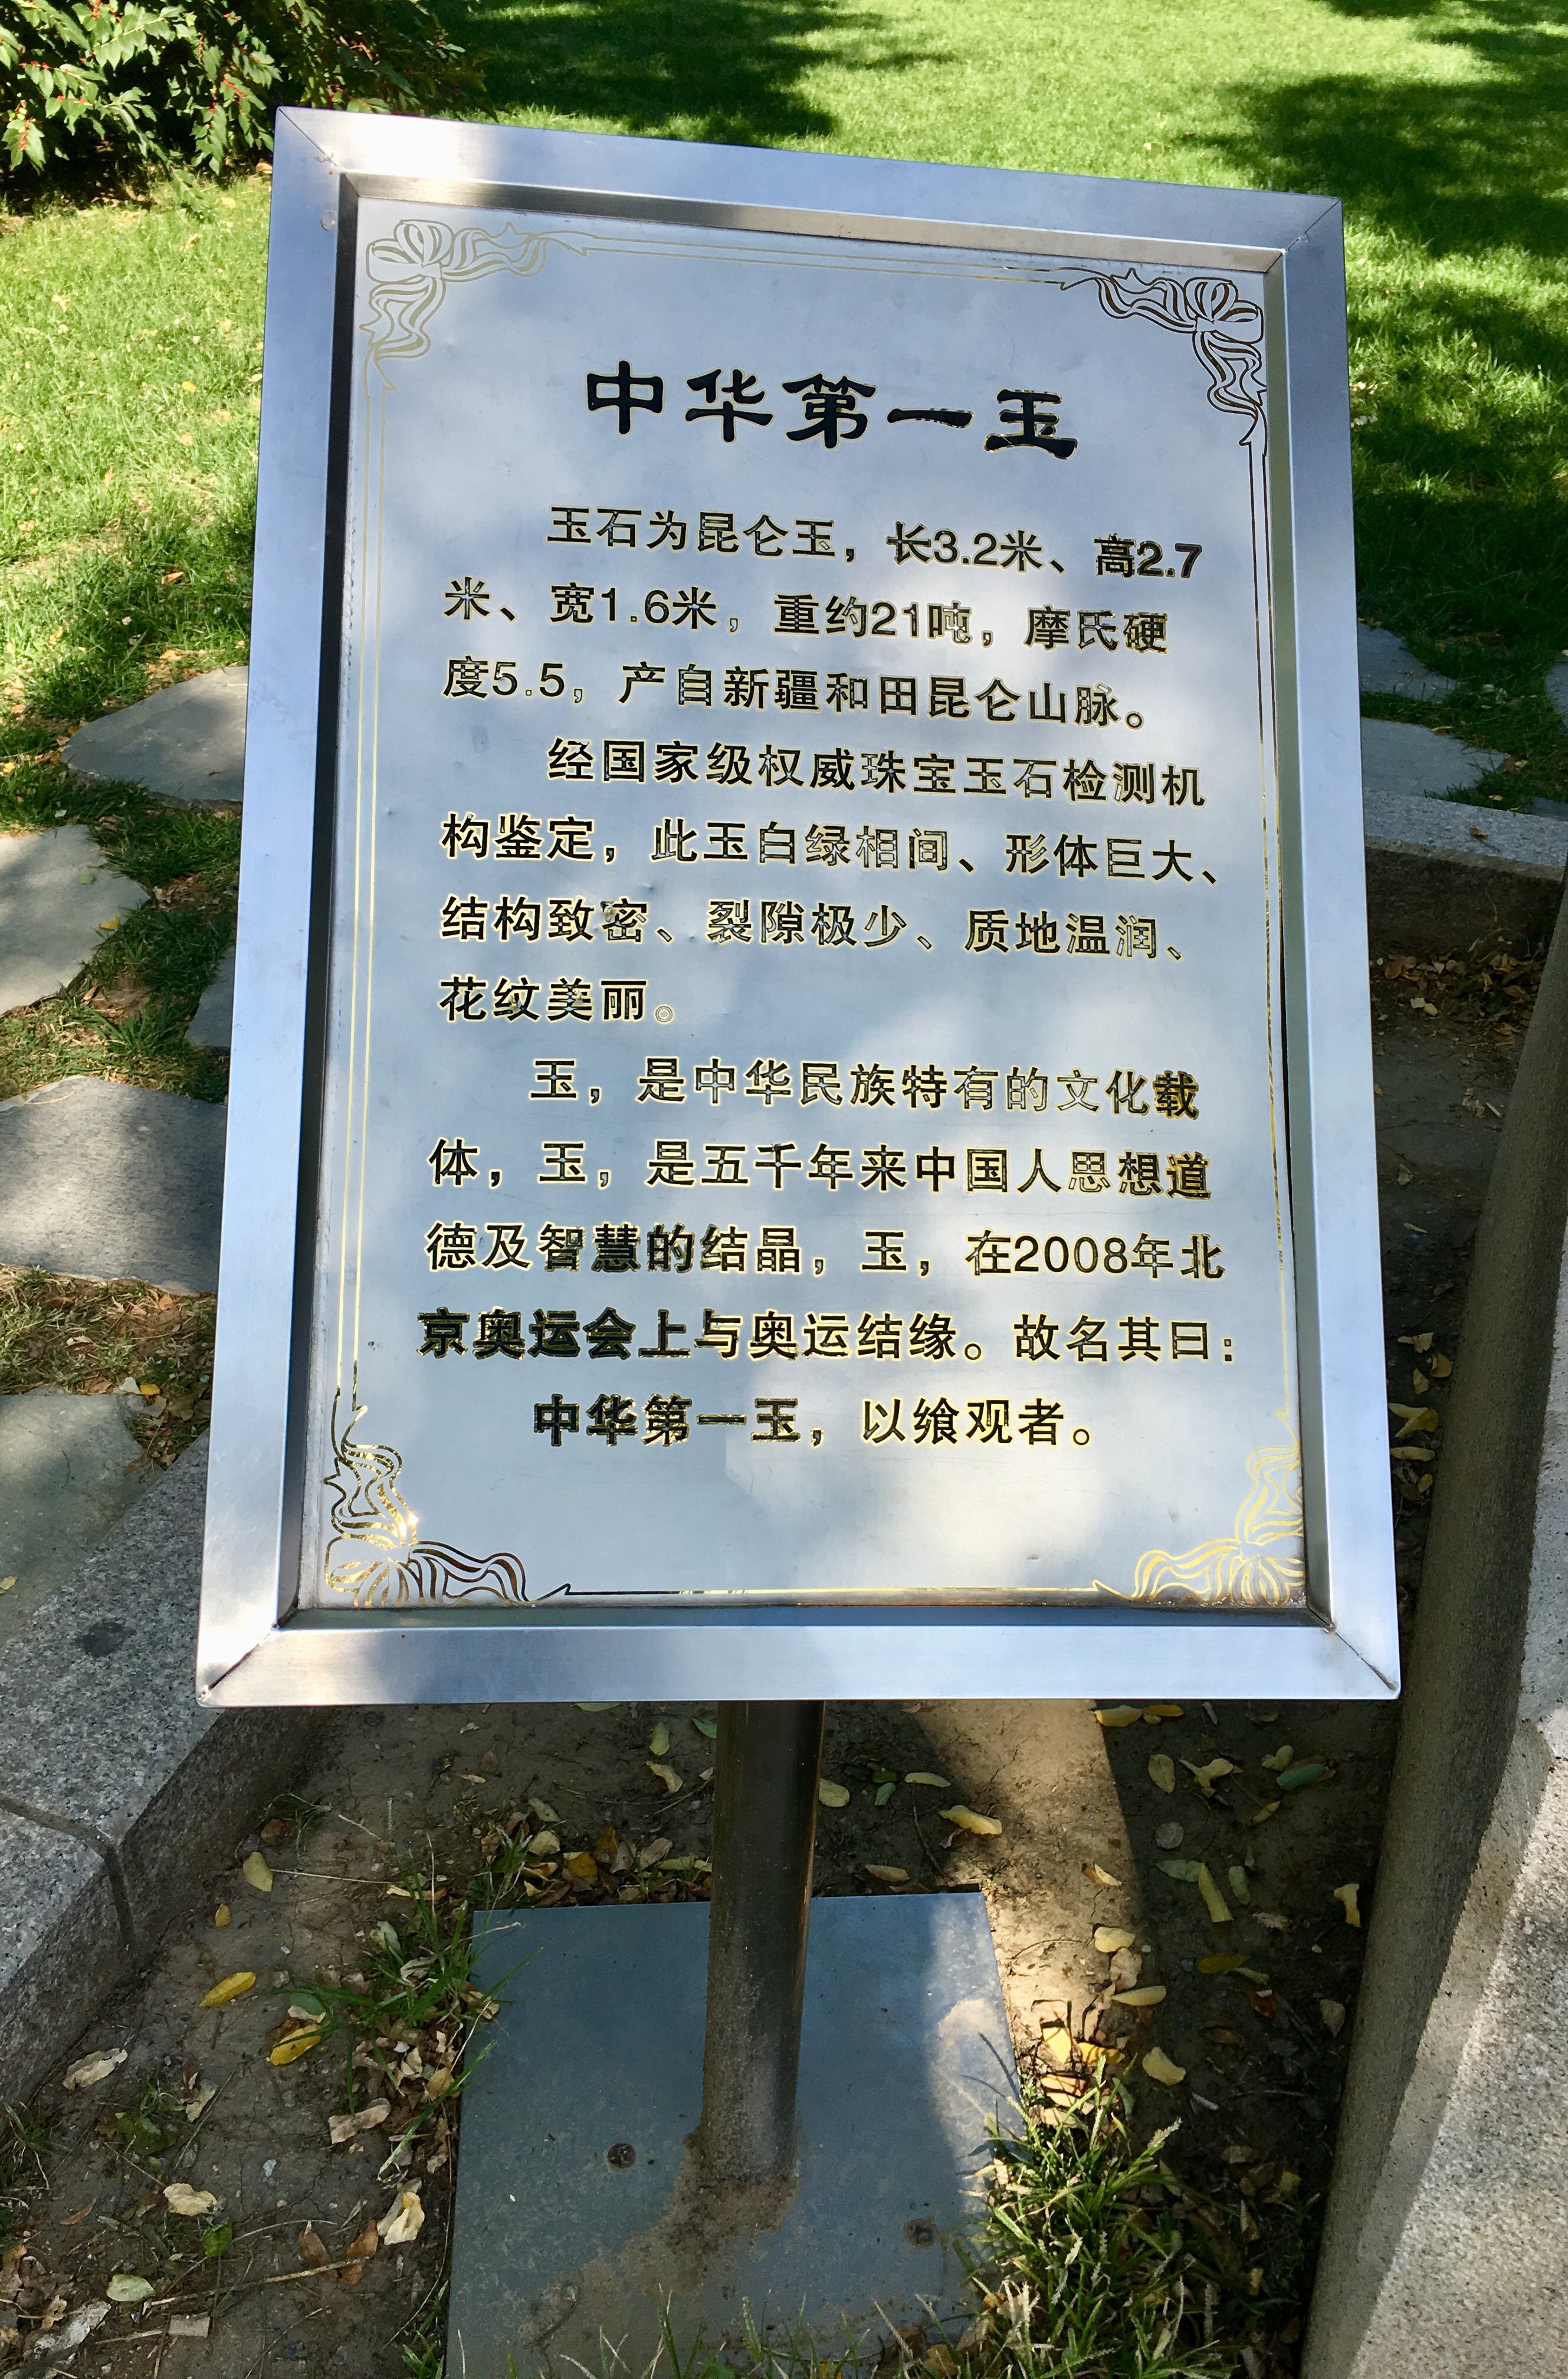 中华第一玉
玉石为昆仑玉，长3.2米、高2.7
米、宽1.6米，重约21吨，摩氏硬
度5.5，产自新疆和田昆仑山脉。
经国家级权威珠宝玉石检测机
构鉴定，此玉白绿相间、形体巨大、
结构致密、裂隙极少、质地温润、
花纹美丽。
玉，是中华民族特有的文化载
体，玉，是五千年来中国人思想道
德及智慧的结晶，玉，在2008年北
京奥运会上与奥运结缘。故名其曰：
中华第一玉，以飨观者。